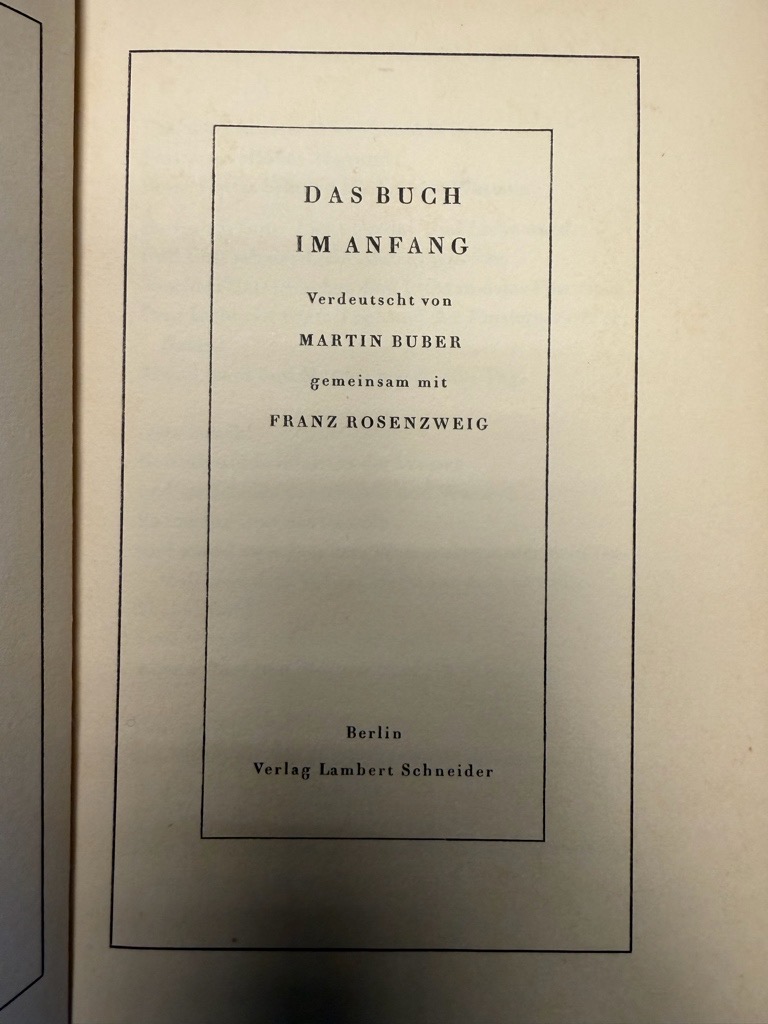 DAS BUCH
IM ANFANG
Verdeutscht von
MARTIN BUBER
gemeinsam mit
FRANZ ROSENZWEIG
Berlin
Verlag Lambert Schneider